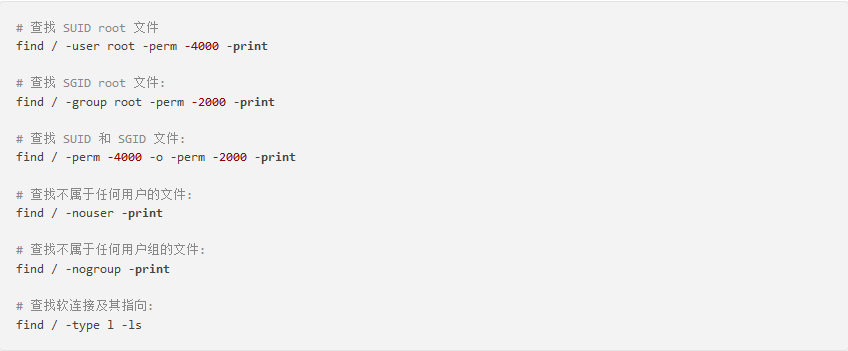 # 查找 SUID root 文件
find / -user root -perm -4000 -print
# 查找 SGID root 文件:
find / -group root -perm -2000 -print
# 查找 SUID 和 SGID 文件:
find / -perm -4000 -o -perm -2000 -print
# 查找不属于任何用户的文件:
find / -nouser -print
# 查找不属于任何用户组的文件:
find / -nogroup -print
# 查找软连接及其指向:
find / -type l -ls